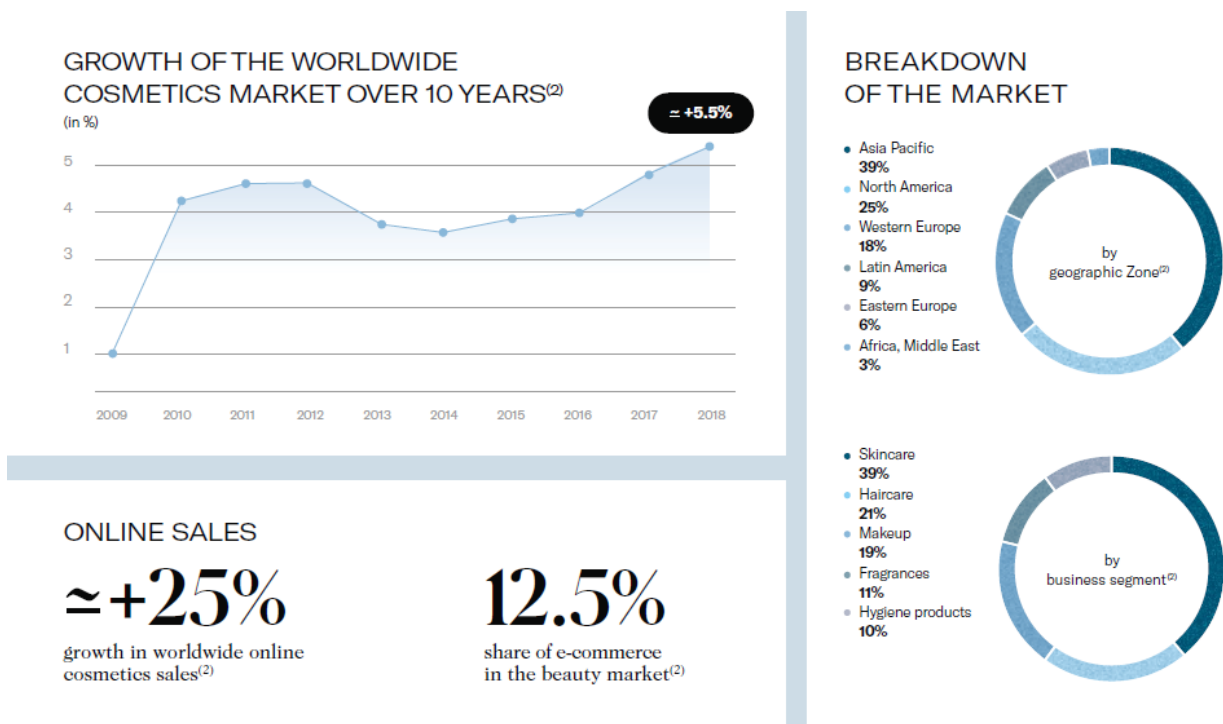 GROWTH OF THE WORLDWIDE
COSMETICS MARKET OVER 10 YEARS(2)
(in %)
≃ +5.5%
5
4
3
2
1
2009 2010 2011 2012 2013 2014 2015 2016 2017 2018
ONLINE SALES
≃+25%
growth in worldwide online
cosmetics sales(2)
12.5%
share of e-commerce
in the beauty market(2)
BREAKDOWN
OF THE MARKET
Asia Pacific
39%
North America
25%
Western Europe
18%
Latin America
9%
Eastern Europe
6%
Africa, Middle East
3%
by
geographic Zone(2)
Skincare
39%
Haircare
21%
Makeup
19%
Fragrances
11%
Hygiene products
10%
by
business segment(2)